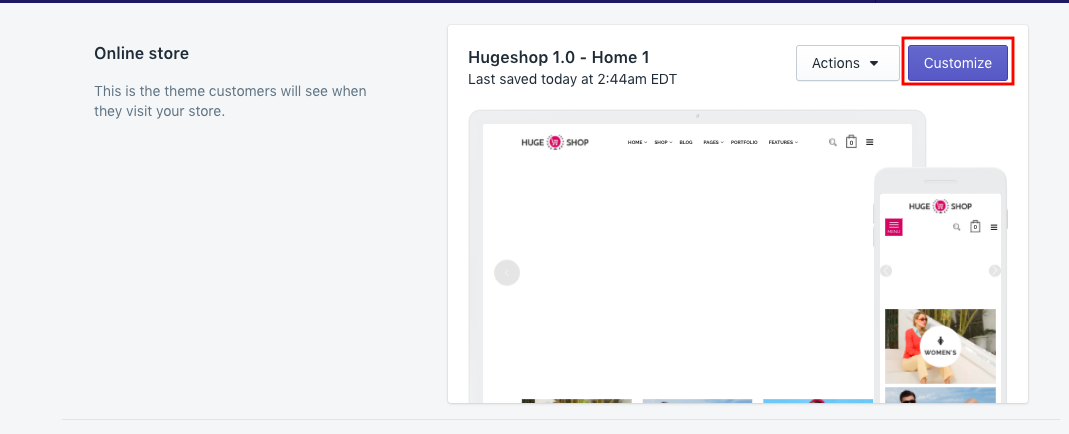 Online store
This is the theme customers will see when
they visit your store.
Hugeshop 1.0 - Home 1
Last saved today at 2:44am EDT
Actions
Customize
HUGE SHOP
HOME SHOP BLOG PAGES PORTFOLIO FEATURES
0
HUGE SHOP
MENU
0
WOMEN'S